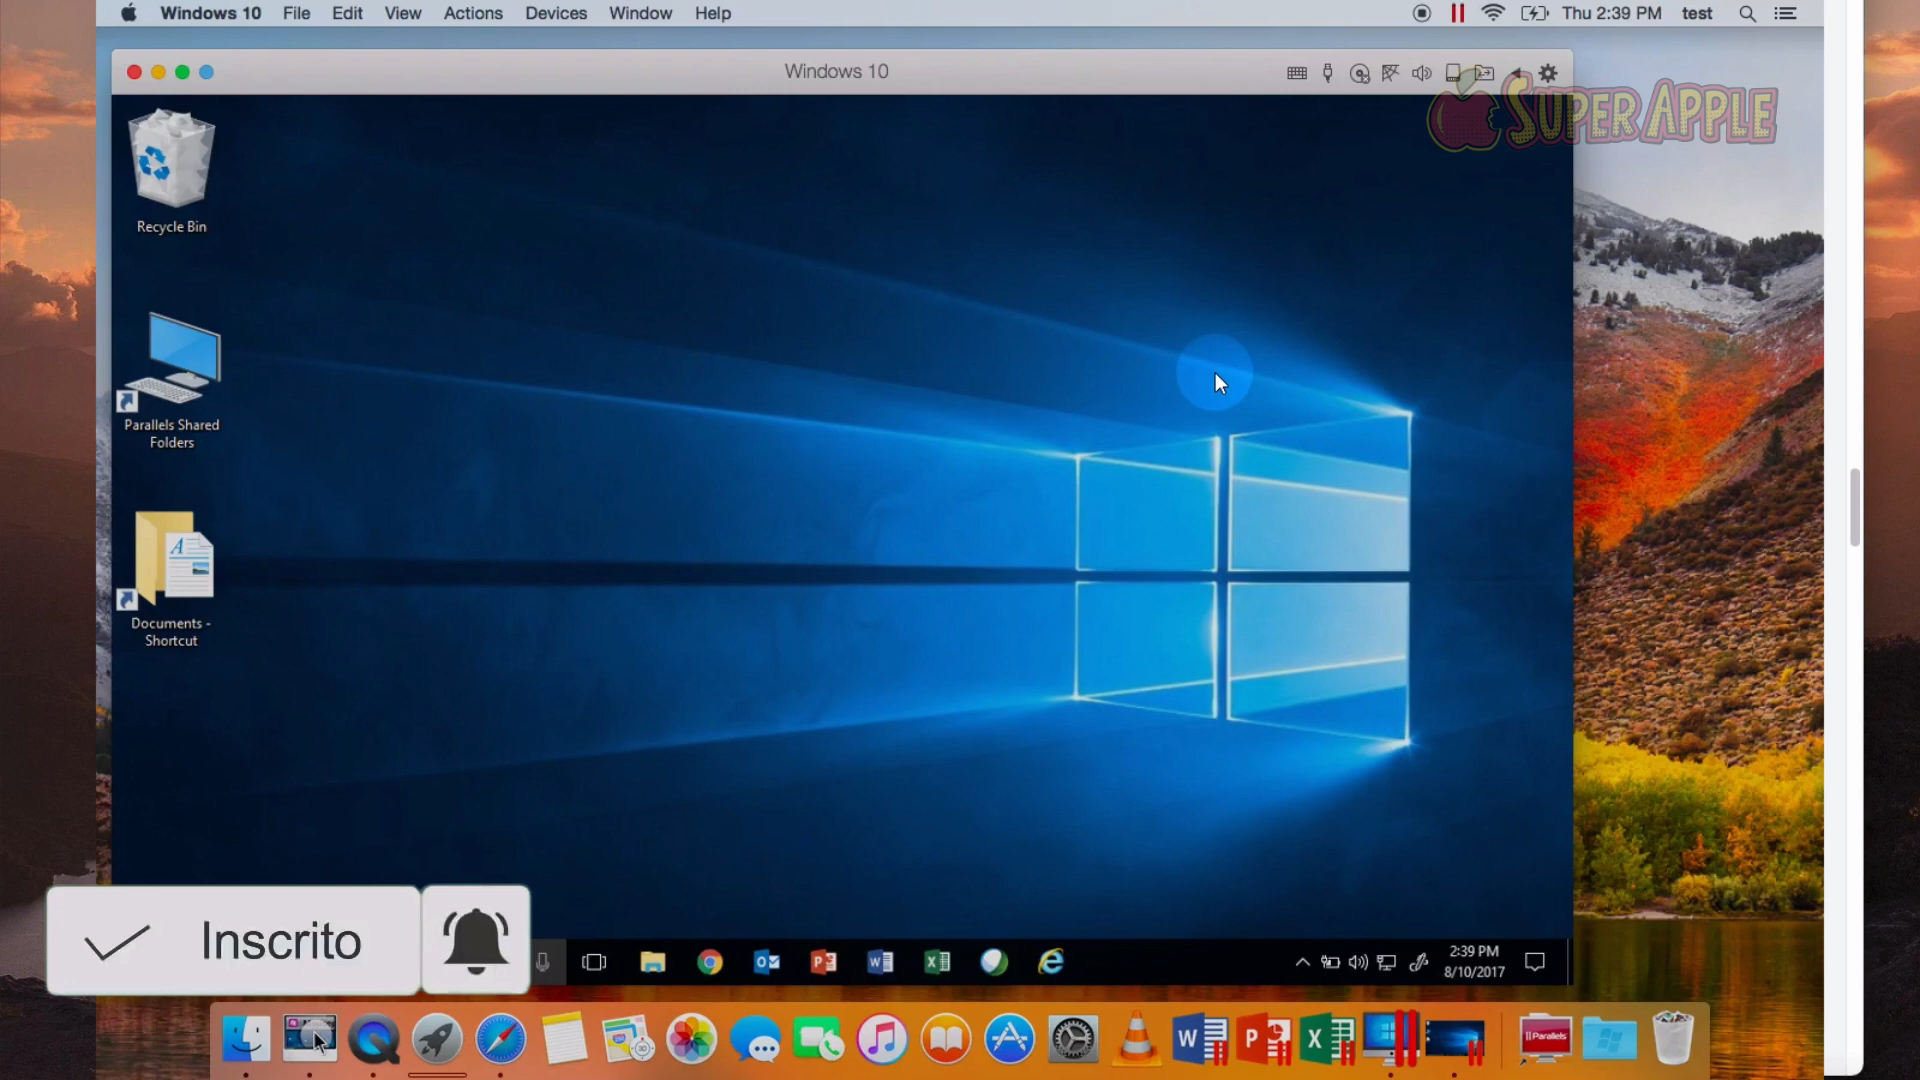 Windows 10 File Edit View Actions Devices Window Help Thu 2:39 PM test
Windows 10
SUPER APPLE
Recycle Bin
Parallels Shared
Folders
Documents -
Shortcut
Inscrito
2:39 PM
8/10/2017
|| Parallels